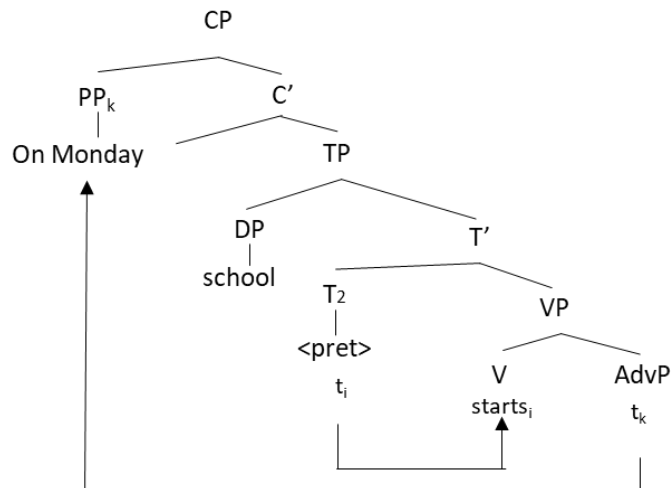 CP
PPₖ C’
On Monday TP
DP T’
school T₂ VP
<pret> V AdvP
tᵢ startsᵢ tₖ